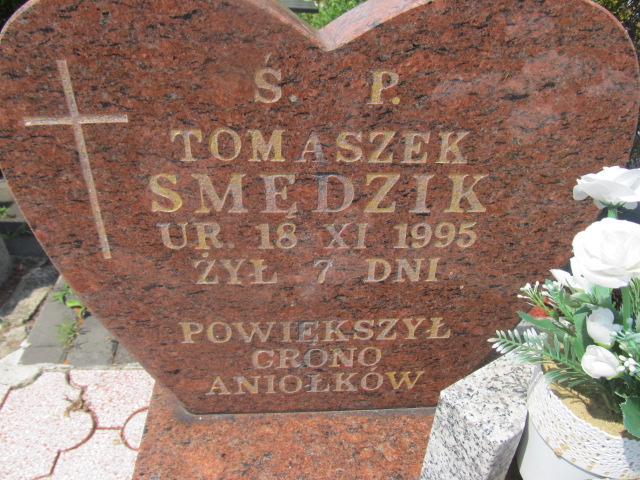 Ś. P.
TOMASZEK
SMĘDZIK
UR. 18 XI 1995
ŻYŁ 7 DNI
POWIĘKSZYŁ
GRONO
ANIOŁKÓW